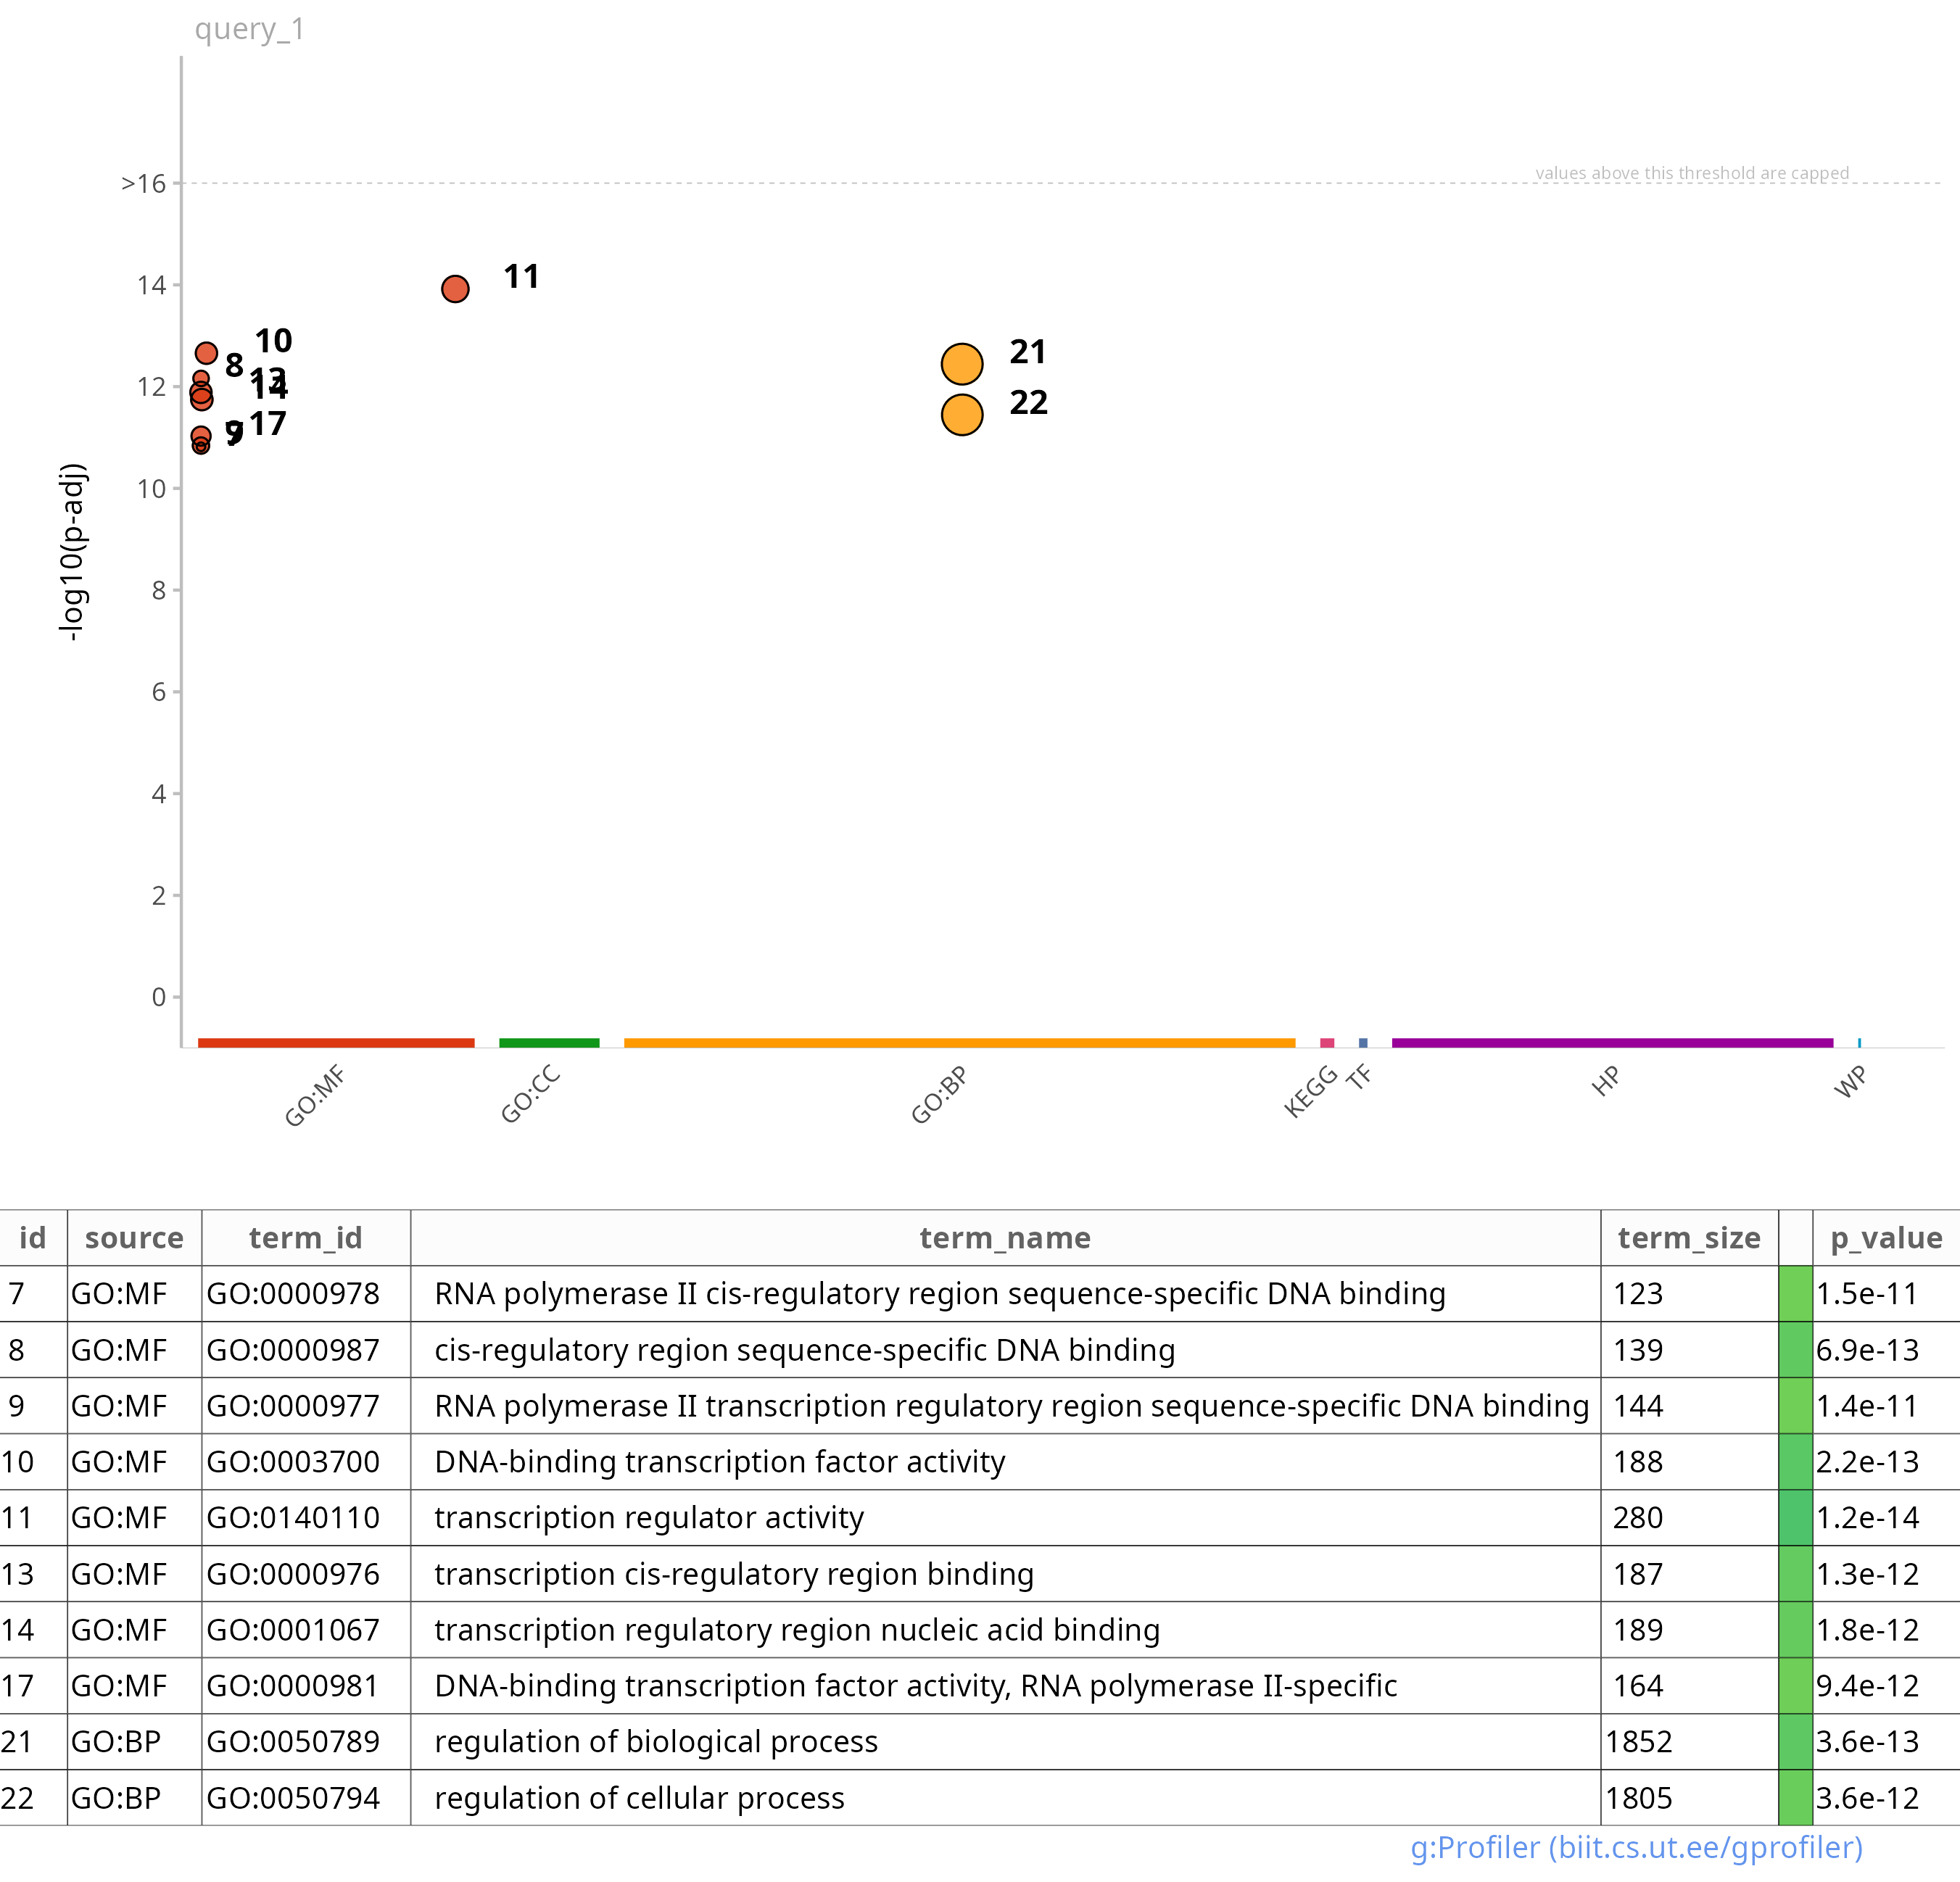 query_1
>16
values above this threshold are capped
14
12
10
8
6
4
2
0
-log10(p-adj)
11
10
8
13
14
17
9
7
21
22
GO:MF
GO:CC
GO:BP
KEGG
TF
HP
WP
id source term_id term_name term_size p_value
7 GO:MF GO:0000978 RNA polymerase II cis-regulatory region sequence-specific DNA binding 123 1.5e-11
8 GO:MF GO:0000987 cis-regulatory region sequence-specific DNA binding 139 6.9e-13
9 GO:MF GO:0000977 RNA polymerase II transcription regulatory region sequence-specific DNA binding 144 1.4e-11
10 GO:MF GO:0003700 DNA-binding transcription factor activity 188 2.2e-13
11 GO:MF GO:0140110 transcription regulator activity 280 1.2e-14
13 GO:MF GO:0000976 transcription cis-regulatory region binding 187 1.3e-12
14 GO:MF GO:0001067 transcription regulatory region nucleic acid binding 189 1.8e-12
17 GO:MF GO:0000981 DNA-binding transcription factor activity, RNA polymerase II-specific 164 9.4e-12
21 GO:BP GO:0050789 regulation of biological process 1852 3.6e-13
22 GO:BP GO:0050794 regulation of cellular process 1805 3.6e-12
g:Profiler (biit.cs.ut.ee/gprofiler)